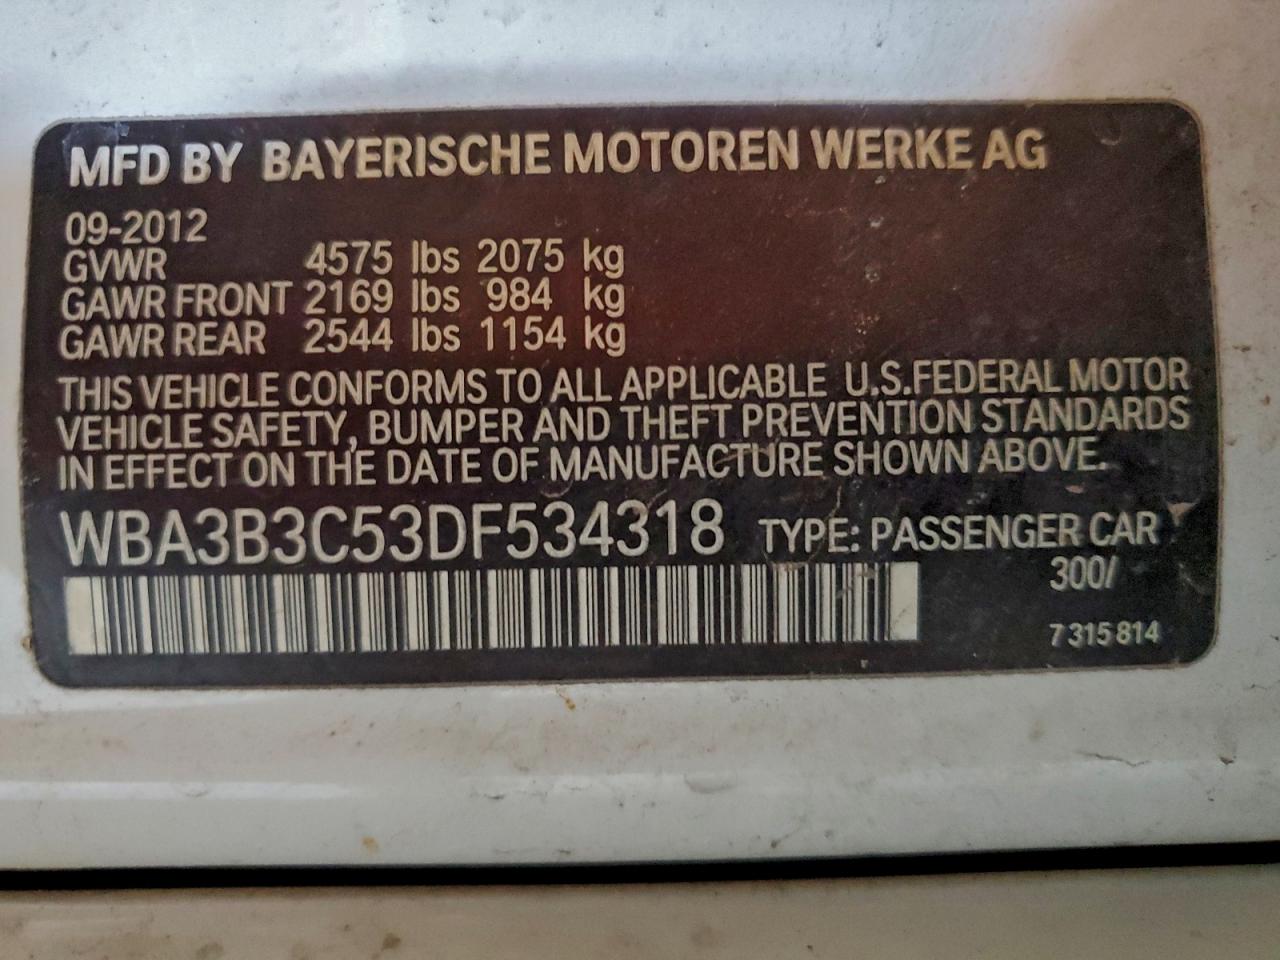 MFD BY BAYERISCHE MOTOREN WERKE AG
09-2012
GVWR 4575 lbs 2075 kg
GAWR FRONT 2169 lbs 984 kg
GAWR REAR 2544 lbs 1154 kg
THIS VEHICLE CONFORMS TO ALL APPLICABLE U.S.FEDERAL MOTOR
VEHICLE SAFETY, BUMPER AND THEFT PREVENTION STANDARDS
IN EFFECT ON THE DATE OF MANUFACTURE SHOWN ABOVE.
WBA3B3C53DF534318 TYPE: PASSENGER CAR
300/
7 315 814